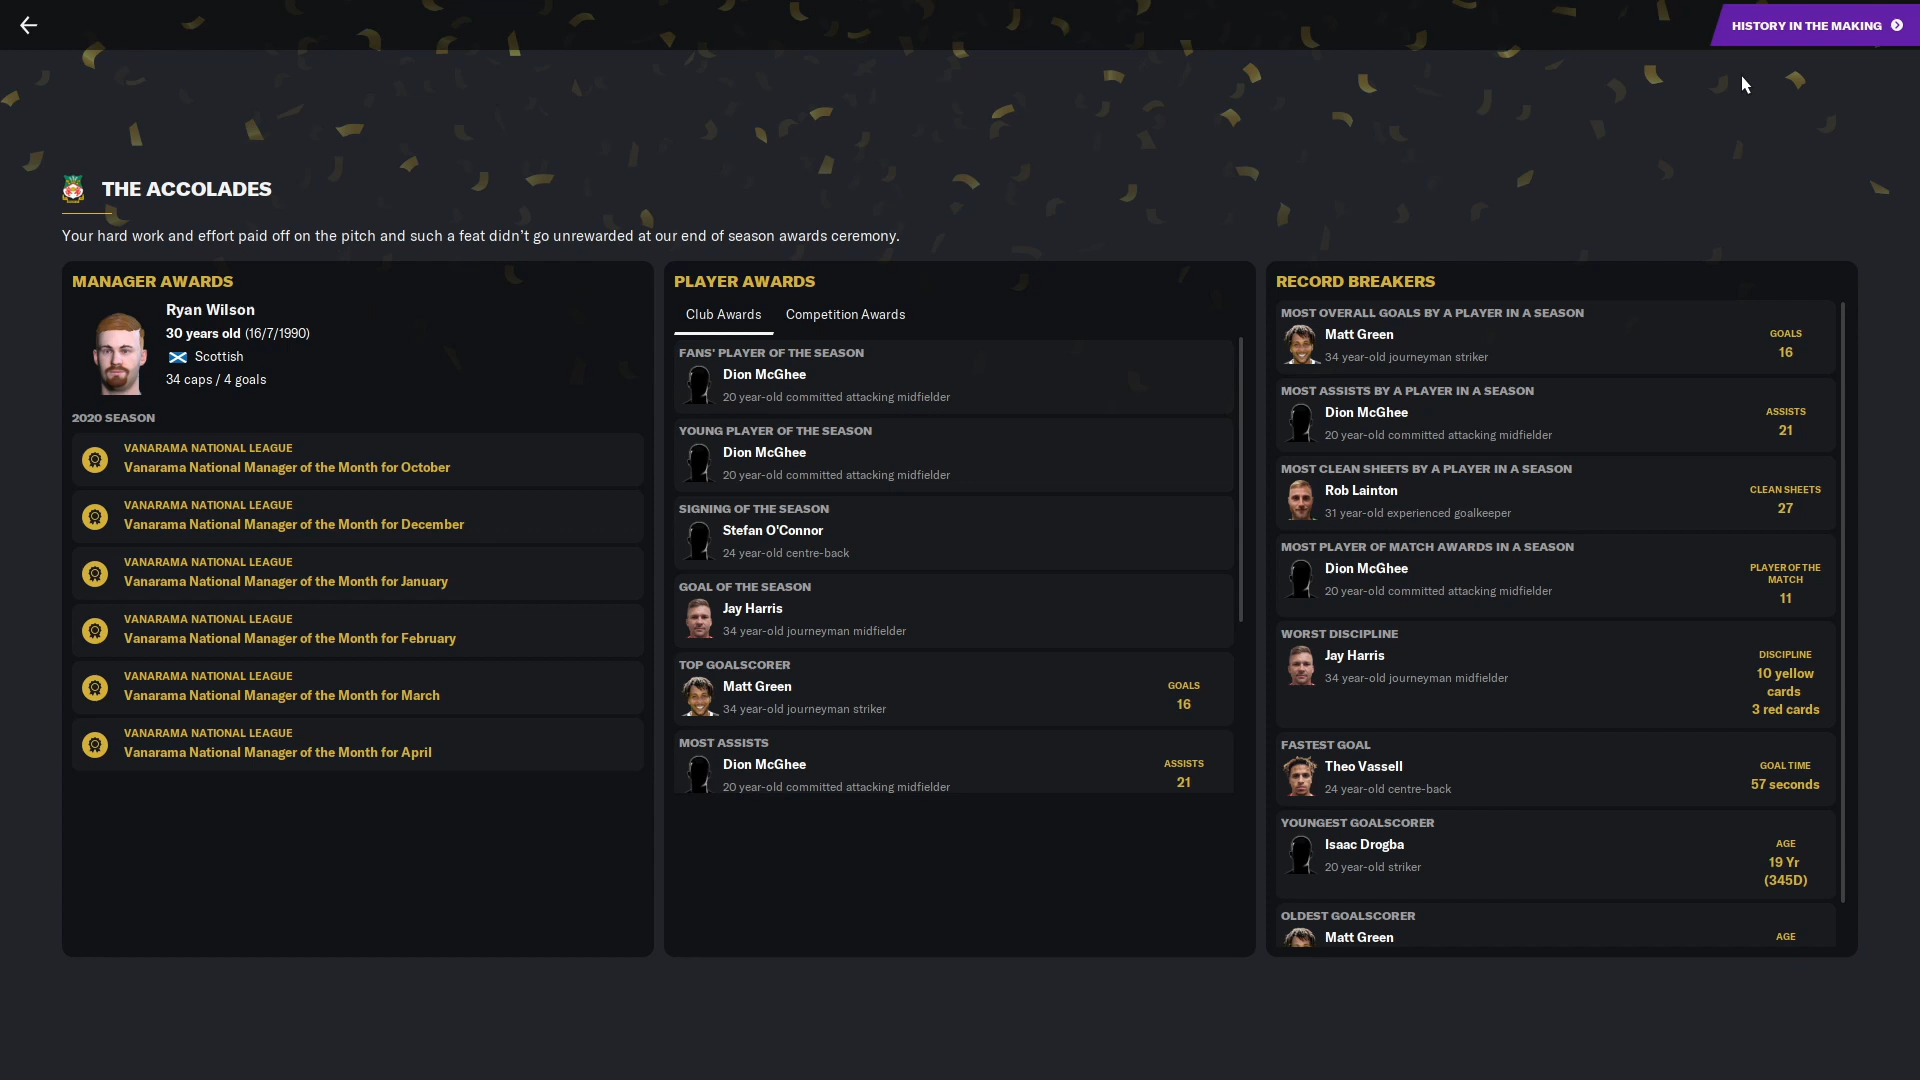 HISTORY IN THE MAKING
THE ACCOLADES
Your hard work and effort paid off on the pitch and such a feat didn't go unrewarded at our end of season awards ceremony.
MANAGER AWARDS
Ryan Wilson
30 years old (16/7/1990)
Scottish
34 caps / 4 goals
2020 SEASON
VANARAMA NATIONAL LEAGUE
Vanarama National Manager of the Month for October
VANARAMA NATIONAL LEAGUE
Vanarama National Manager of the Month for December
VANARAMA NATIONAL LEAGUE
Vanarama National Manager of the Month for January
VANARAMA NATIONAL LEAGUE
Vanarama National Manager of the Month for February
VANARAMA NATIONAL LEAGUE
Vanarama National Manager of the Month for March
VANARAMA NATIONAL LEAGUE
Vanarama National Manager of the Month for April
PLAYER AWARDS
Club Awards Competition Awards
FANS' PLAYER OF THE SEASON
Dion McGhee
20 year-old committed attacking midfielder
YOUNG PLAYER OF THE SEASON
Dion McGhee
20 year-old committed attacking midfielder
SIGNING OF THE SEASON
Stefan O'Connor
24 year-old centre-back
GOAL OF THE SEASON
Jay Harris
34 year-old journeyman midfielder
TOP GOALSCORER
Matt Green
34 year-old journeyman striker
GOALS
16
MOST ASSISTS
Dion McGhee
20 year-old committed attacking midfielder
ASSISTS
21
RECORD BREAKERS
MOST OVERALL GOALS BY A PLAYER IN A SEASON
Matt Green
34 year-old journeyman striker
GOALS
16
MOST ASSISTS BY A PLAYER IN A SEASON
Dion McGhee
20 year-old committed attacking midfielder
ASSISTS
21
MOST CLEAN SHEETS BY A PLAYER IN A SEASON
Rob Lainton
31 year-old experienced goalkeeper
CLEAN SHEETS
27
MOST PLAYER OF MATCH AWARDS IN A SEASON
Dion McGhee
20 year-old committed attacking midfielder
PLAYER OF THE
MATCH
11
WORST DISCIPLINE
Jay Harris
34 year-old journeyman midfielder
DISCIPLINE
10 yellow
cards
3 red cards
FASTEST GOAL
Theo Vassell
24 year-old centre-back
GOAL TIME
57 seconds
YOUNGEST GOALSCORER
Isaac Drogba
20 year-old striker
AGE
19 Yr
(345D)
OLDEST GOALSCORER
Matt Green
AGE